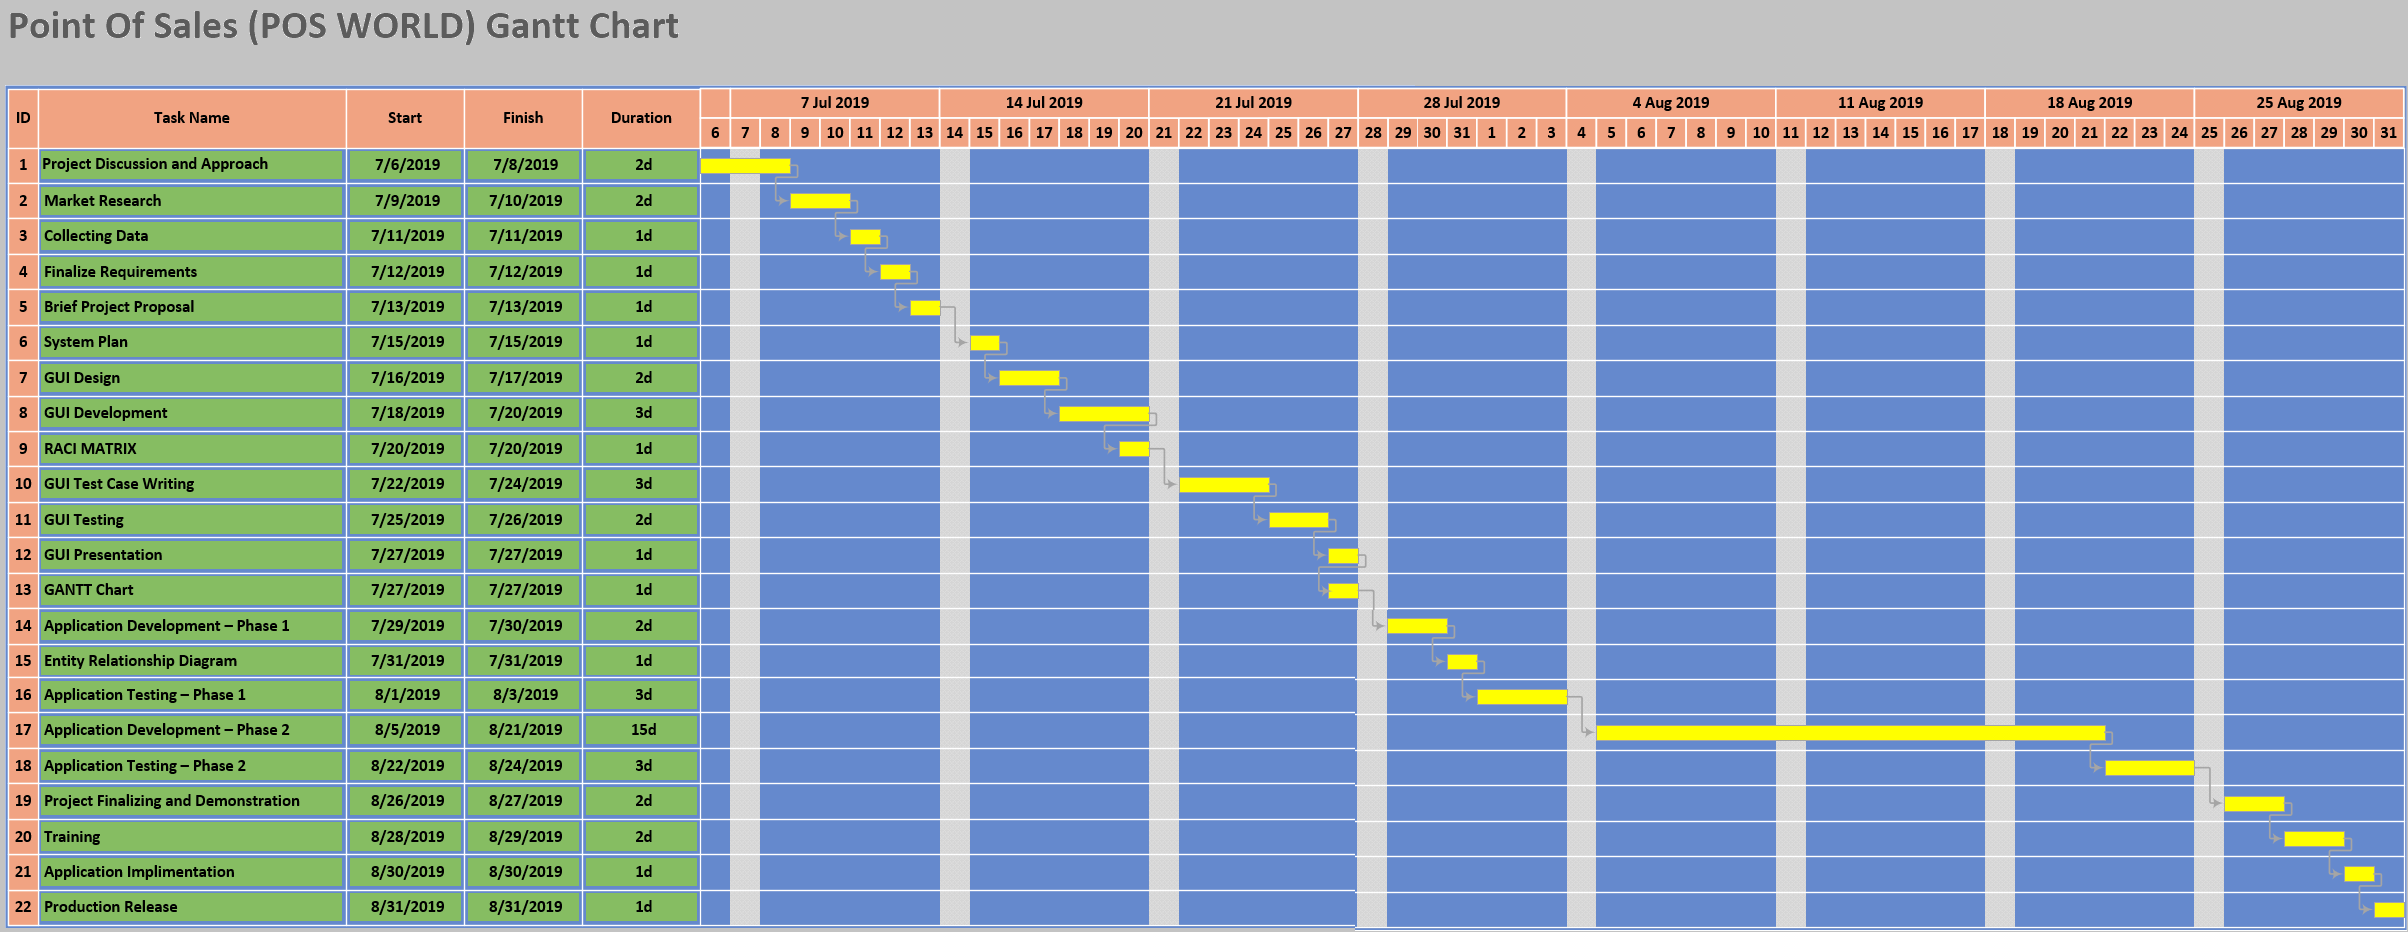 Point Of Sales (POS WORLD) Gantt Chart
ID Task Name Start Finish Duration 7 Jul 2019 14 Jul 2019 21 Jul 2019 28 Jul 2019 4 Aug 2019 11 Aug 2019 18 Aug 2019 25 Aug 2019
6 7 8 9 10 11 12 13 14 15 16 17 18 19 20 21 22 23 24 25 26 27 28 29 30 31 1 2 3 4 5 6 7 8 9 10 11 12 13 14 15 16 17 18 19 20 21 22 23 24 25 26 27 28 29 30 31
1 Project Discussion and Approach 7/6/2019 7/8/2019 2d
2 Market Research 7/9/2019 7/10/2019 2d
3 Collecting Data 7/11/2019 7/11/2019 1d
4 Finalize Requirements 7/12/2019 7/12/2019 1d
5 Brief Project Proposal 7/13/2019 7/13/2019 1d
6 System Plan 7/15/2019 7/15/2019 1d
7 GUI Design 7/16/2019 7/17/2019 2d
8 GUI Development 7/18/2019 7/20/2019 3d
9 RACI MATRIX 7/20/2019 7/20/2019 1d
10 GUI Test Case Writing 7/22/2019 7/24/2019 3d
11 GUI Testing 7/25/2019 7/26/2019 2d
12 GUI Presentation 7/27/2019 7/27/2019 1d
13 GANTT Chart 7/27/2019 7/27/2019 1d
14 Application Development – Phase 1 7/29/2019 7/30/2019 2d
15 Entity Relationship Diagram 7/31/2019 7/31/2019 1d
16 Application Testing – Phase 1 8/1/2019 8/3/2019 3d
17 Application Development – Phase 2 8/5/2019 8/21/2019 15d
18 Application Testing – Phase 2 8/22/2019 8/24/2019 3d
19 Project Finalizing and Demonstration 8/26/2019 8/27/2019 2d
20 Training 8/28/2019 8/29/2019 2d
21 Application Implimentation 8/30/2019 8/30/2019 1d
22 Production Release 8/31/2019 8/31/2019 1d